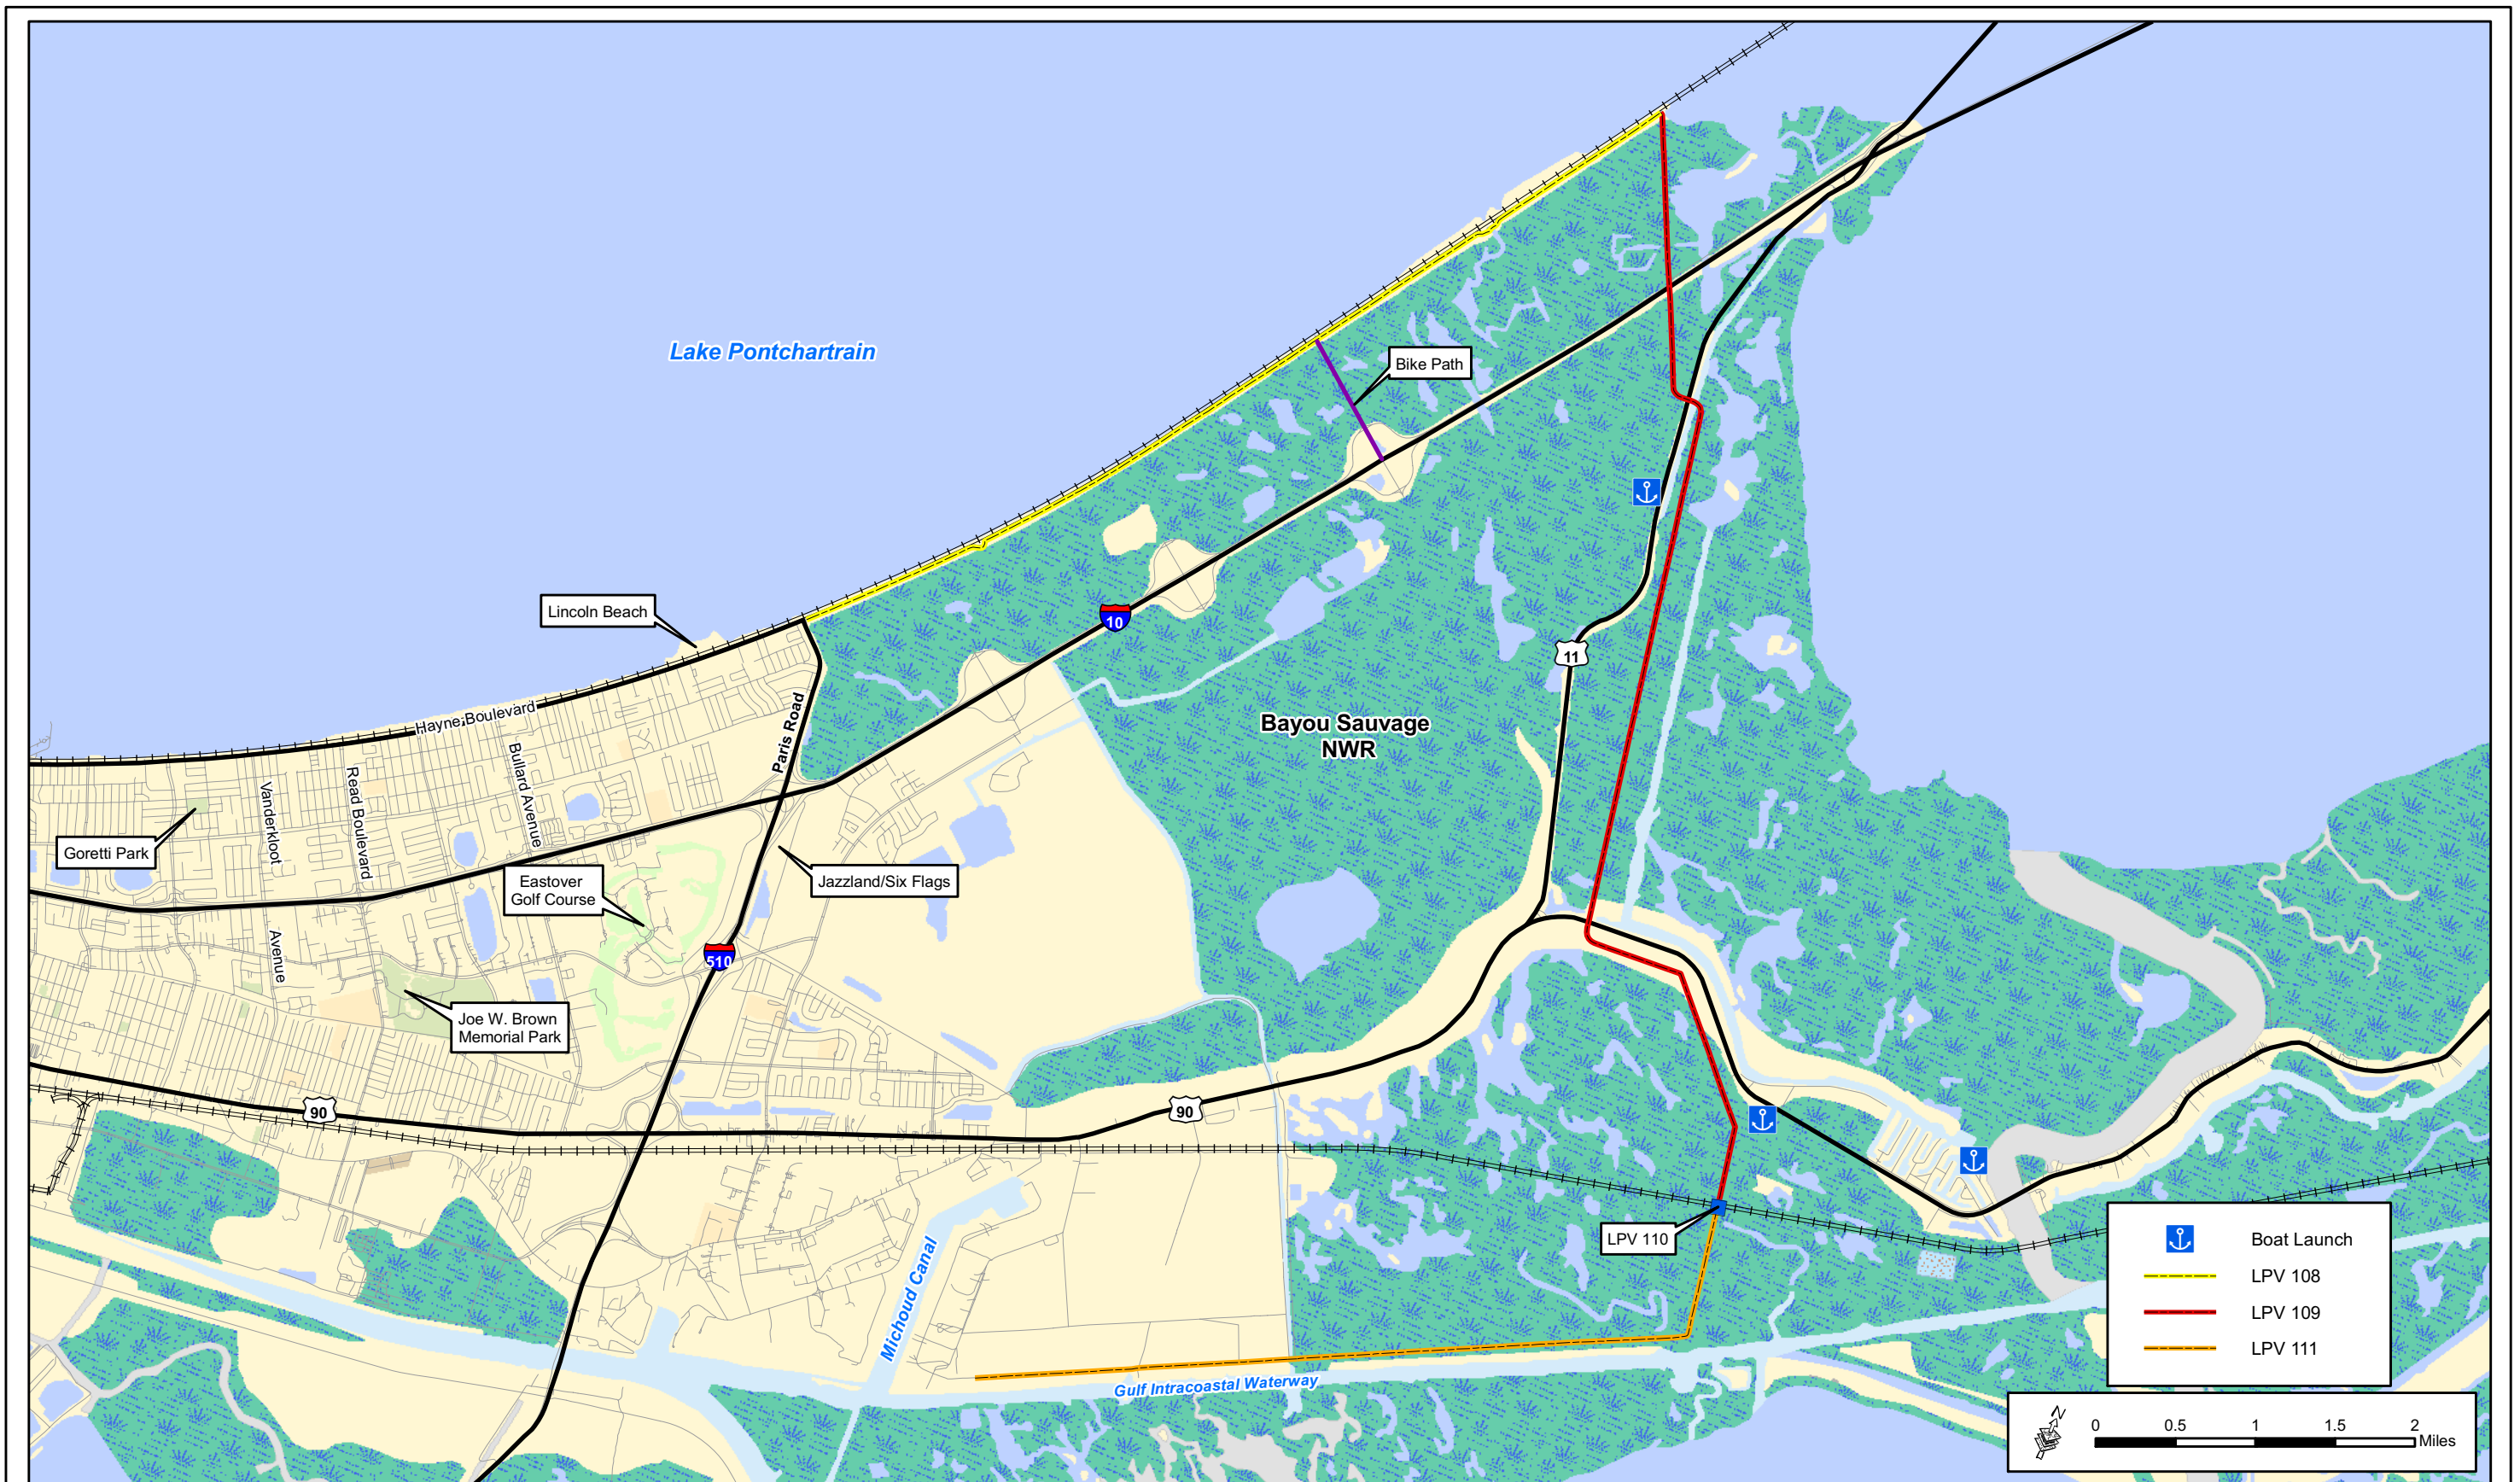 Lake Pontchartrain
Bike Path
Lincoln Beach
10
11
Bayou Sauvage
NWR
Hayne Boulevard
Paris Road
Bullard Avenue
Read Boulevard
Vanderkloot
Avenue
Goretti Park
Eastover
Golf Course
Jazzland/Six Flags
510
Joe W. Brown
Memorial Park
90
90
LPV 110
Michoud Canal
Gulf Intracoastal Waterway
Boat Launch
LPV 108
LPV 109
LPV 111
N
0 0.5 1 1.5 2
Miles